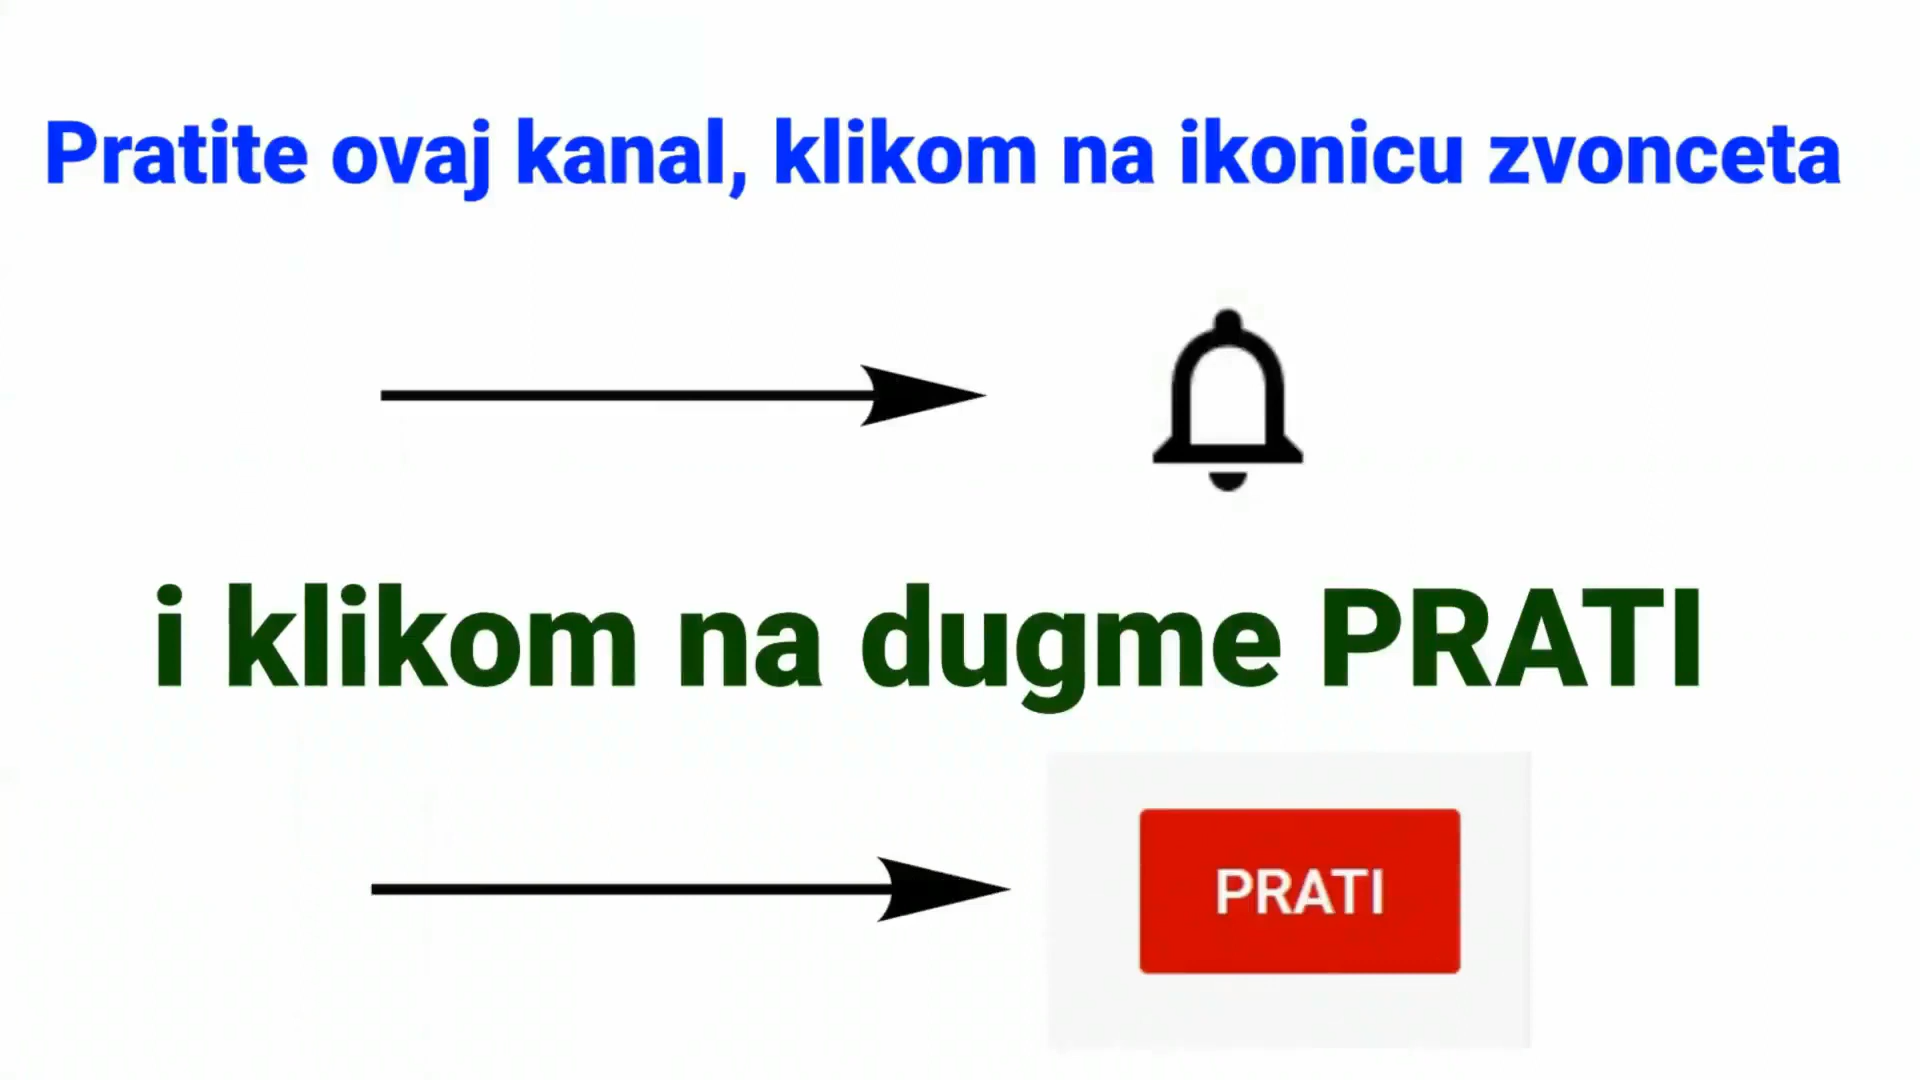 Pratite ovaj kanal, klikom na ikonicu zvonceta
i klikom na dugme PRATI
PRATI